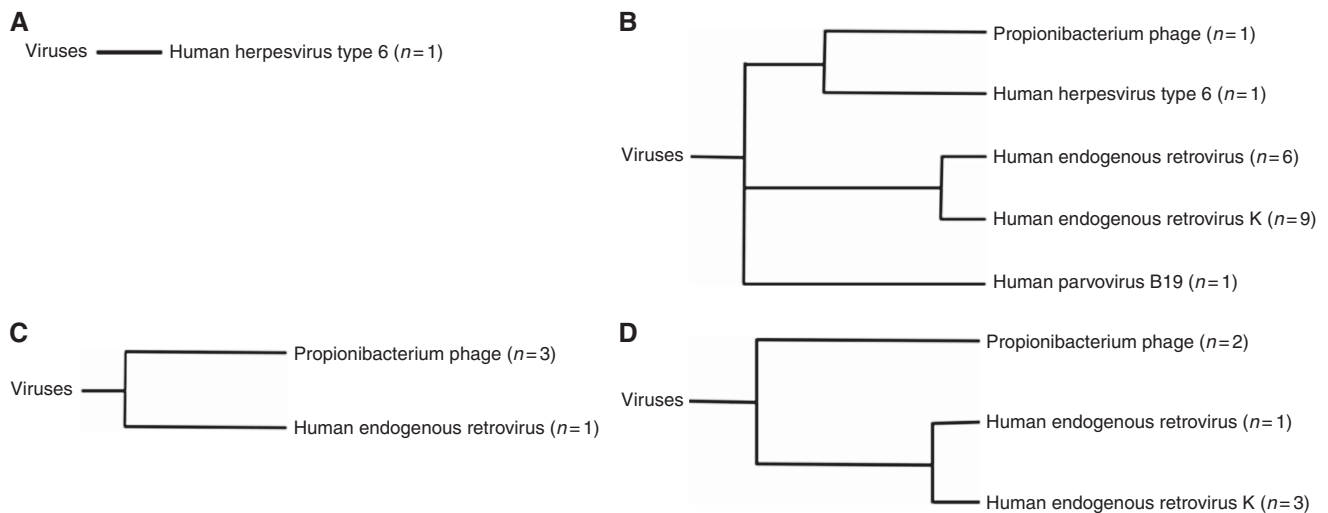 A
Viruses
Human herpesvirus type 6 (n=1)
B
Viruses
Propionibacterium phage (n=1)
Human herpesvirus type 6 (n=1)
Human endogenous retrovirus (n=6)
Human endogenous retrovirus K (n=9)
Human parvovirus B19 (n=1)
C
Viruses
Propionibacterium phage (n=3)
Human endogenous retrovirus (n=1)
D
Viruses
Propionibacterium phage (n=2)
Human endogenous retrovirus (n=1)
Human endogenous retrovirus K (n=3)